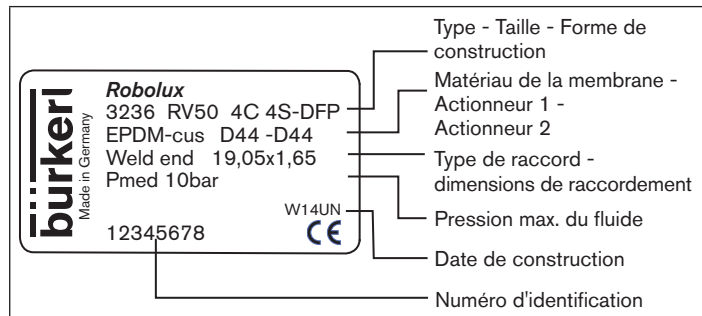 Type - Taille - Forme de
construction
Matériau de la membrane -
Actionneur 1 -
Actionneur 2
Type de raccord -
dimensions de raccordement
Pression max. du fluide
Date de construction
Numéro d'identification
bürkert
Made in Germany
Robolux
3236 RV50 4C 4S-DFP
EPDM-cus D44 -D44
Weld end 19,05x1,65
Pmed 10bar
W14UN
12345678
CE